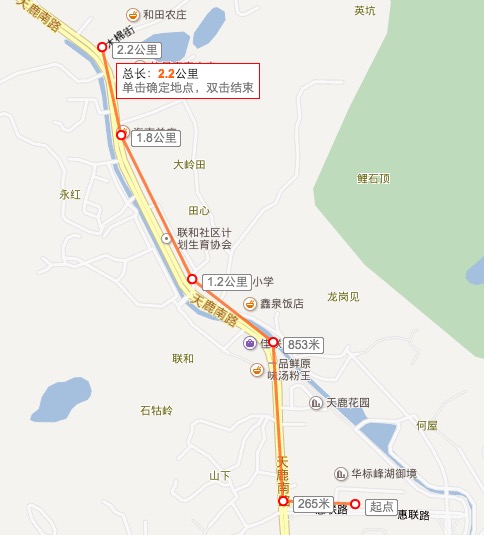 天鹿南路
英坑
和田农庄
木棉街
2.2公里
总长：2.2公里
单击确定地点，双击结束
1.8公里
大岭田
鲤石顶
永红
田心
联和社区计
划生育协会
1.2公里
小学
龙岗见
天鹿南路
鑫泉饭店
853米
联和
一品鲜原
味汤粉王
天鹿花园
石牯岭
何屋
山下
天鹿南
华标峰湖御境
265米
起点
惠联路
惠联路